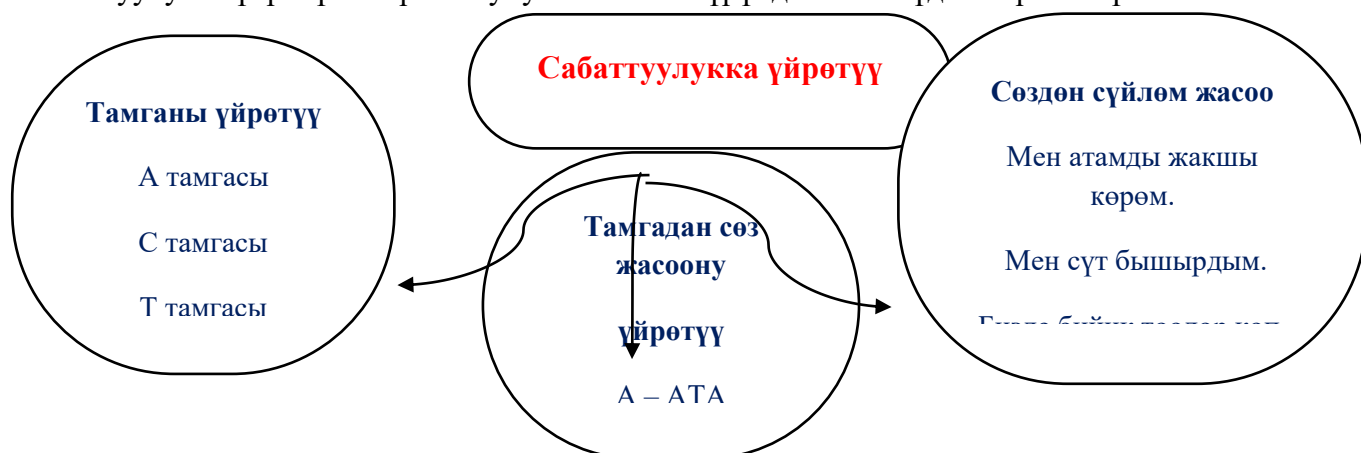 Сабаттуулукка үйрөтүү
Тамганы үйрөтүү
А тамгасы
С тамгасы
Т тамгасы
Тамгадан сөз
жасоону
үйрөтүү
А – АТА
Сөздөн сүйлөм жасоо
Мен атамды жакшы
көрөм.
Мен сүт бышырдым.